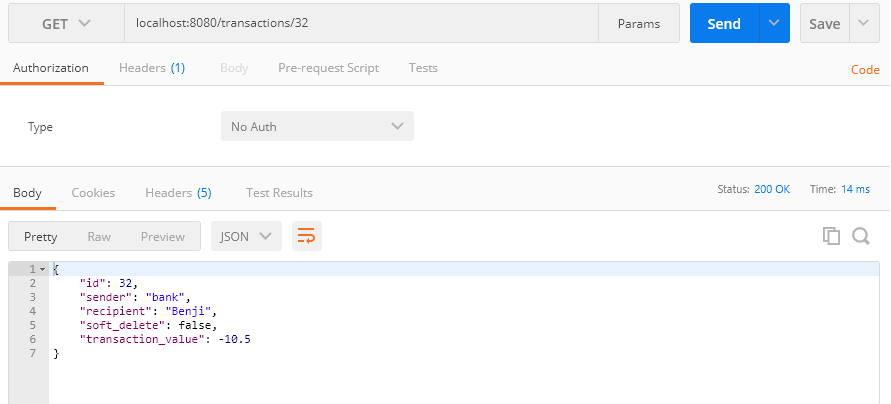 GET localhost:8080/transactions/32 Params Send Save
Authorization Headers (1) Body Pre-request Script Tests Code
Type No Auth
Body Cookies Headers (5) Test Results Status: 200 OK Time: 14 ms
Pretty Raw Preview JSON
1 {
2 "id": 32,
3 "sender": "bank",
4 "recipient": "Benji",
5 "soft_delete": false,
6 "transaction_value": -10.5
7 }